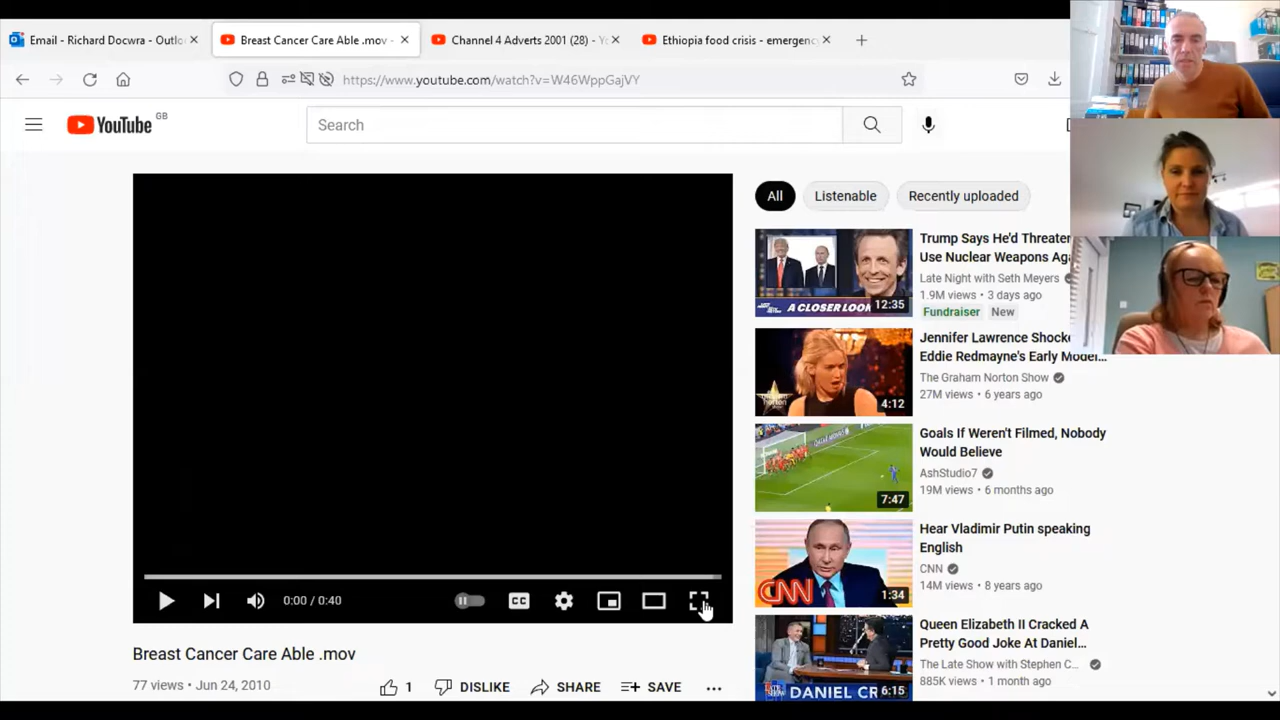 Email - Richard Docwra - Outlo
Breast Cancer Care Able .mov -
Channel 4 Adverts 2001 (28) - Yo
Ethiopia food crisis - emergenc
https://www.youtube.com/watch?v=W46WppGajVY
YouTube GB
Search
All
Listenable
Recently uploaded
Trump Says He'd Threaten
Use Nuclear Weapons Aga
Late Night with Seth Meyers
1.9M views • 3 days ago
Fundraiser New
A CLOSER LOOK
12:35
Jennifer Lawrence Shocke
Eddie Redmayne's Early Model...
The Graham Norton Show
27M views • 6 years ago
4:12
Goals If Weren't Filmed, Nobody
Would Believe
AshStudio7
19M views • 6 months ago
7:47
Hear Vladimir Putin speaking
English
CNN
14M views • 8 years ago
CNN
1:34
Queen Elizabeth II Cracked A
Pretty Good Joke At Daniel...
The Late Show with Stephen C...
885K views • 1 month ago
DANIEL CR
6:15
0:00 / 0:40
CC
Breast Cancer Care Able .mov
77 views • Jun 24, 2010
1
DISLIKE
SHARE
SAVE